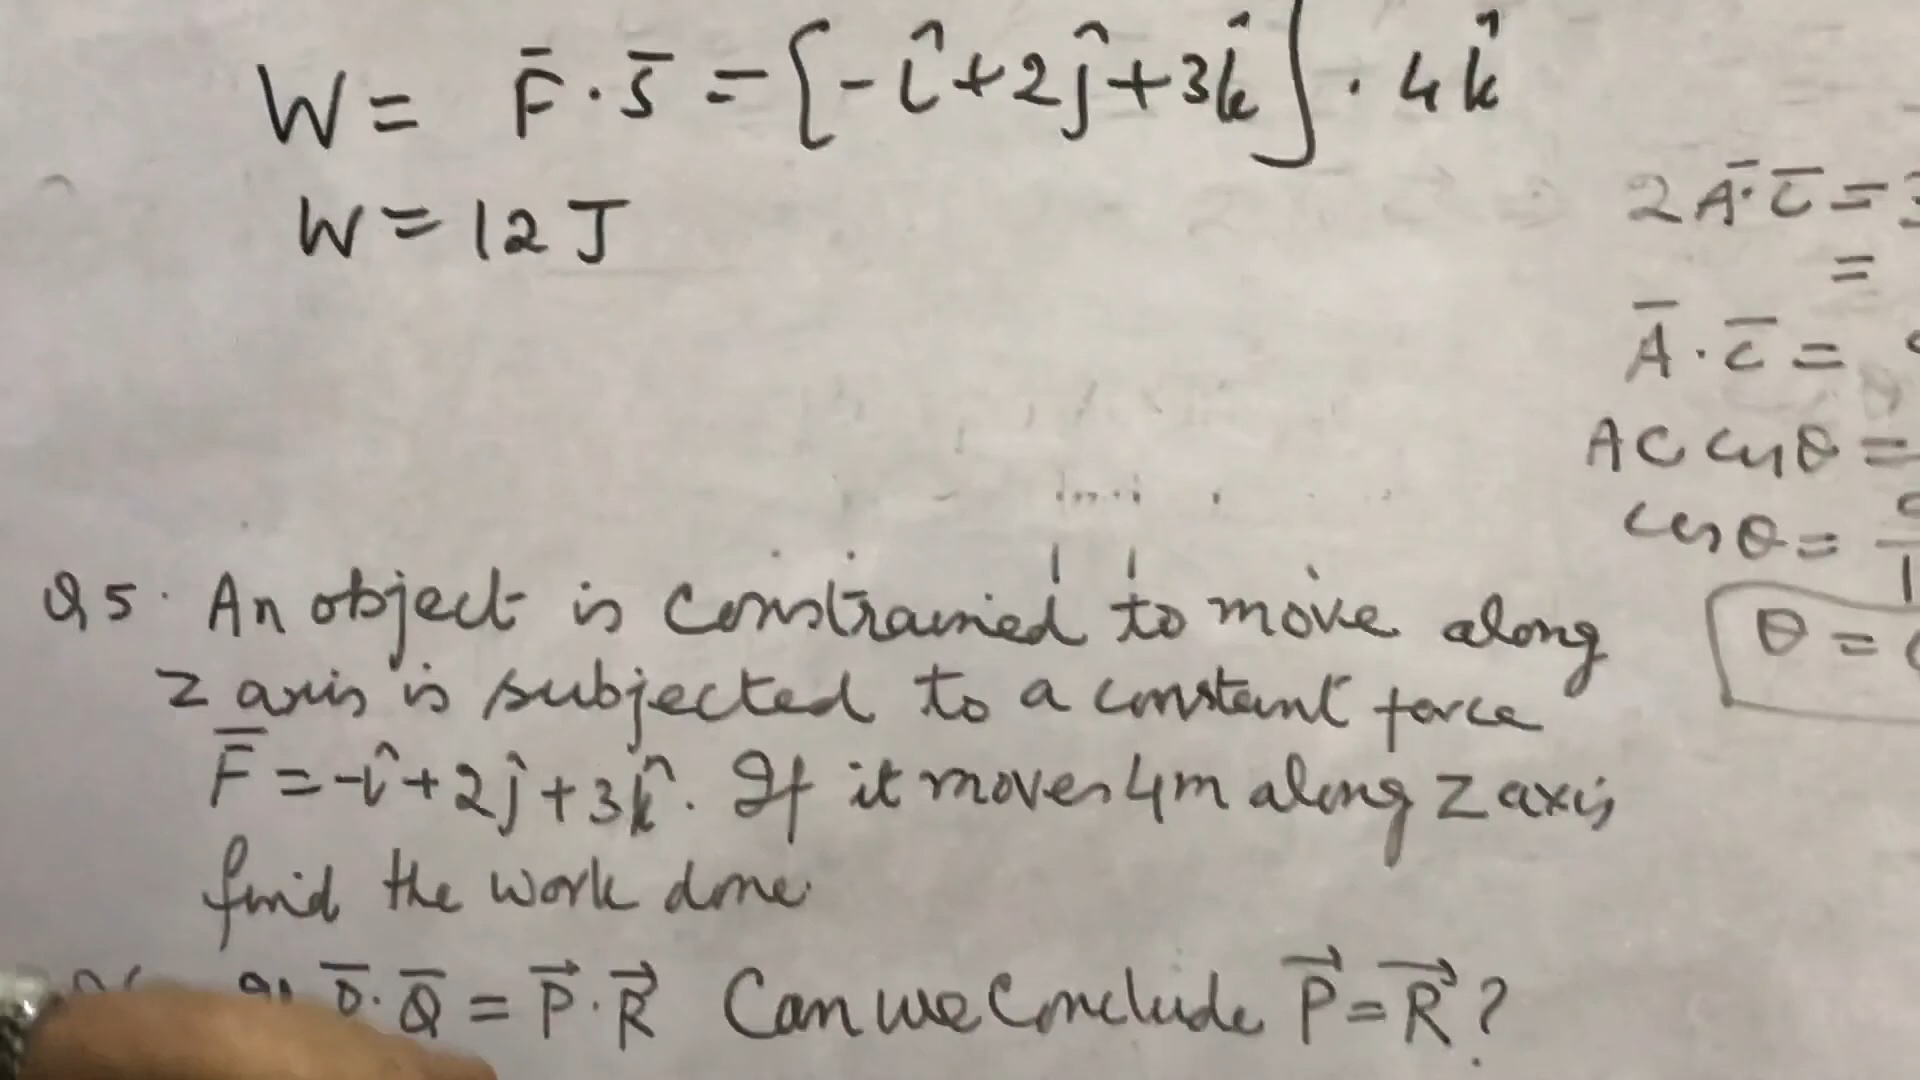 W = F̄ · s̄ = [-î + 2ĵ + 3k̂] · 4k̂
W = 12 J
2 Ā·C̄ =
=
Ā · C̄ =
AC cosθ =
cosθ =
θ =
Q5. An object is constrained to move along
Z axis is subjected to a constant force
F̄ = -î + 2ĵ + 3k̂. If it moves 4m along Z axis
find the work done.
· Q̄ = P⃗ · R⃗ Can we Conclude P⃗ = R⃗ ?